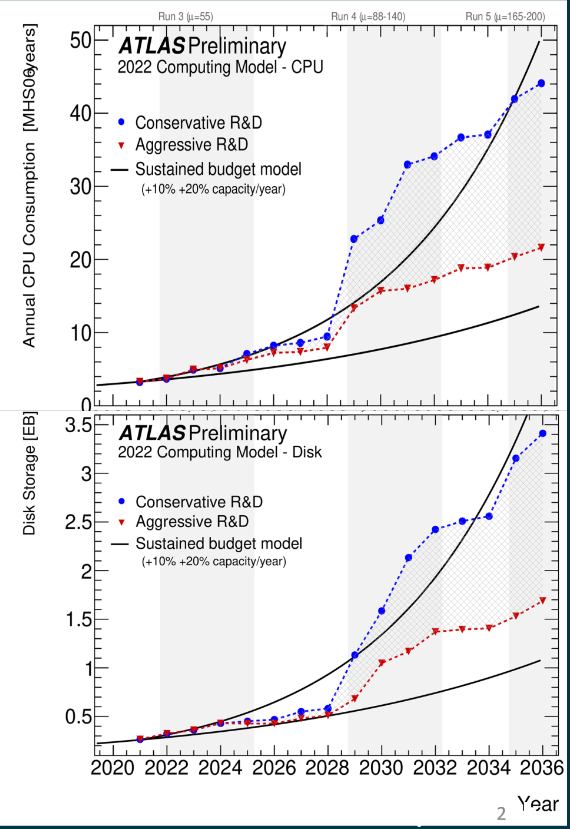 Run 3 (μ=55) Run 4 (μ=88-140) Run 5 (μ=165-200)
Annual CPU Consumption [MHS06years]
ATLAS Preliminary
2022 Computing Model - CPU
Conservative R&D
Aggressive R&D
Sustained budget model
(+10% +20% capacity/year)
50
40
30
20
10
0
Disk Storage [EB]
ATLAS Preliminary
2022 Computing Model - Disk
Conservative R&D
Aggressive R&D
Sustained budget model
(+10% +20% capacity/year)
3.5
3
2.5
2
1.5
1
0.5
2020 2022 2024 2026 2028 2030 2032 2034 2036
Year
2